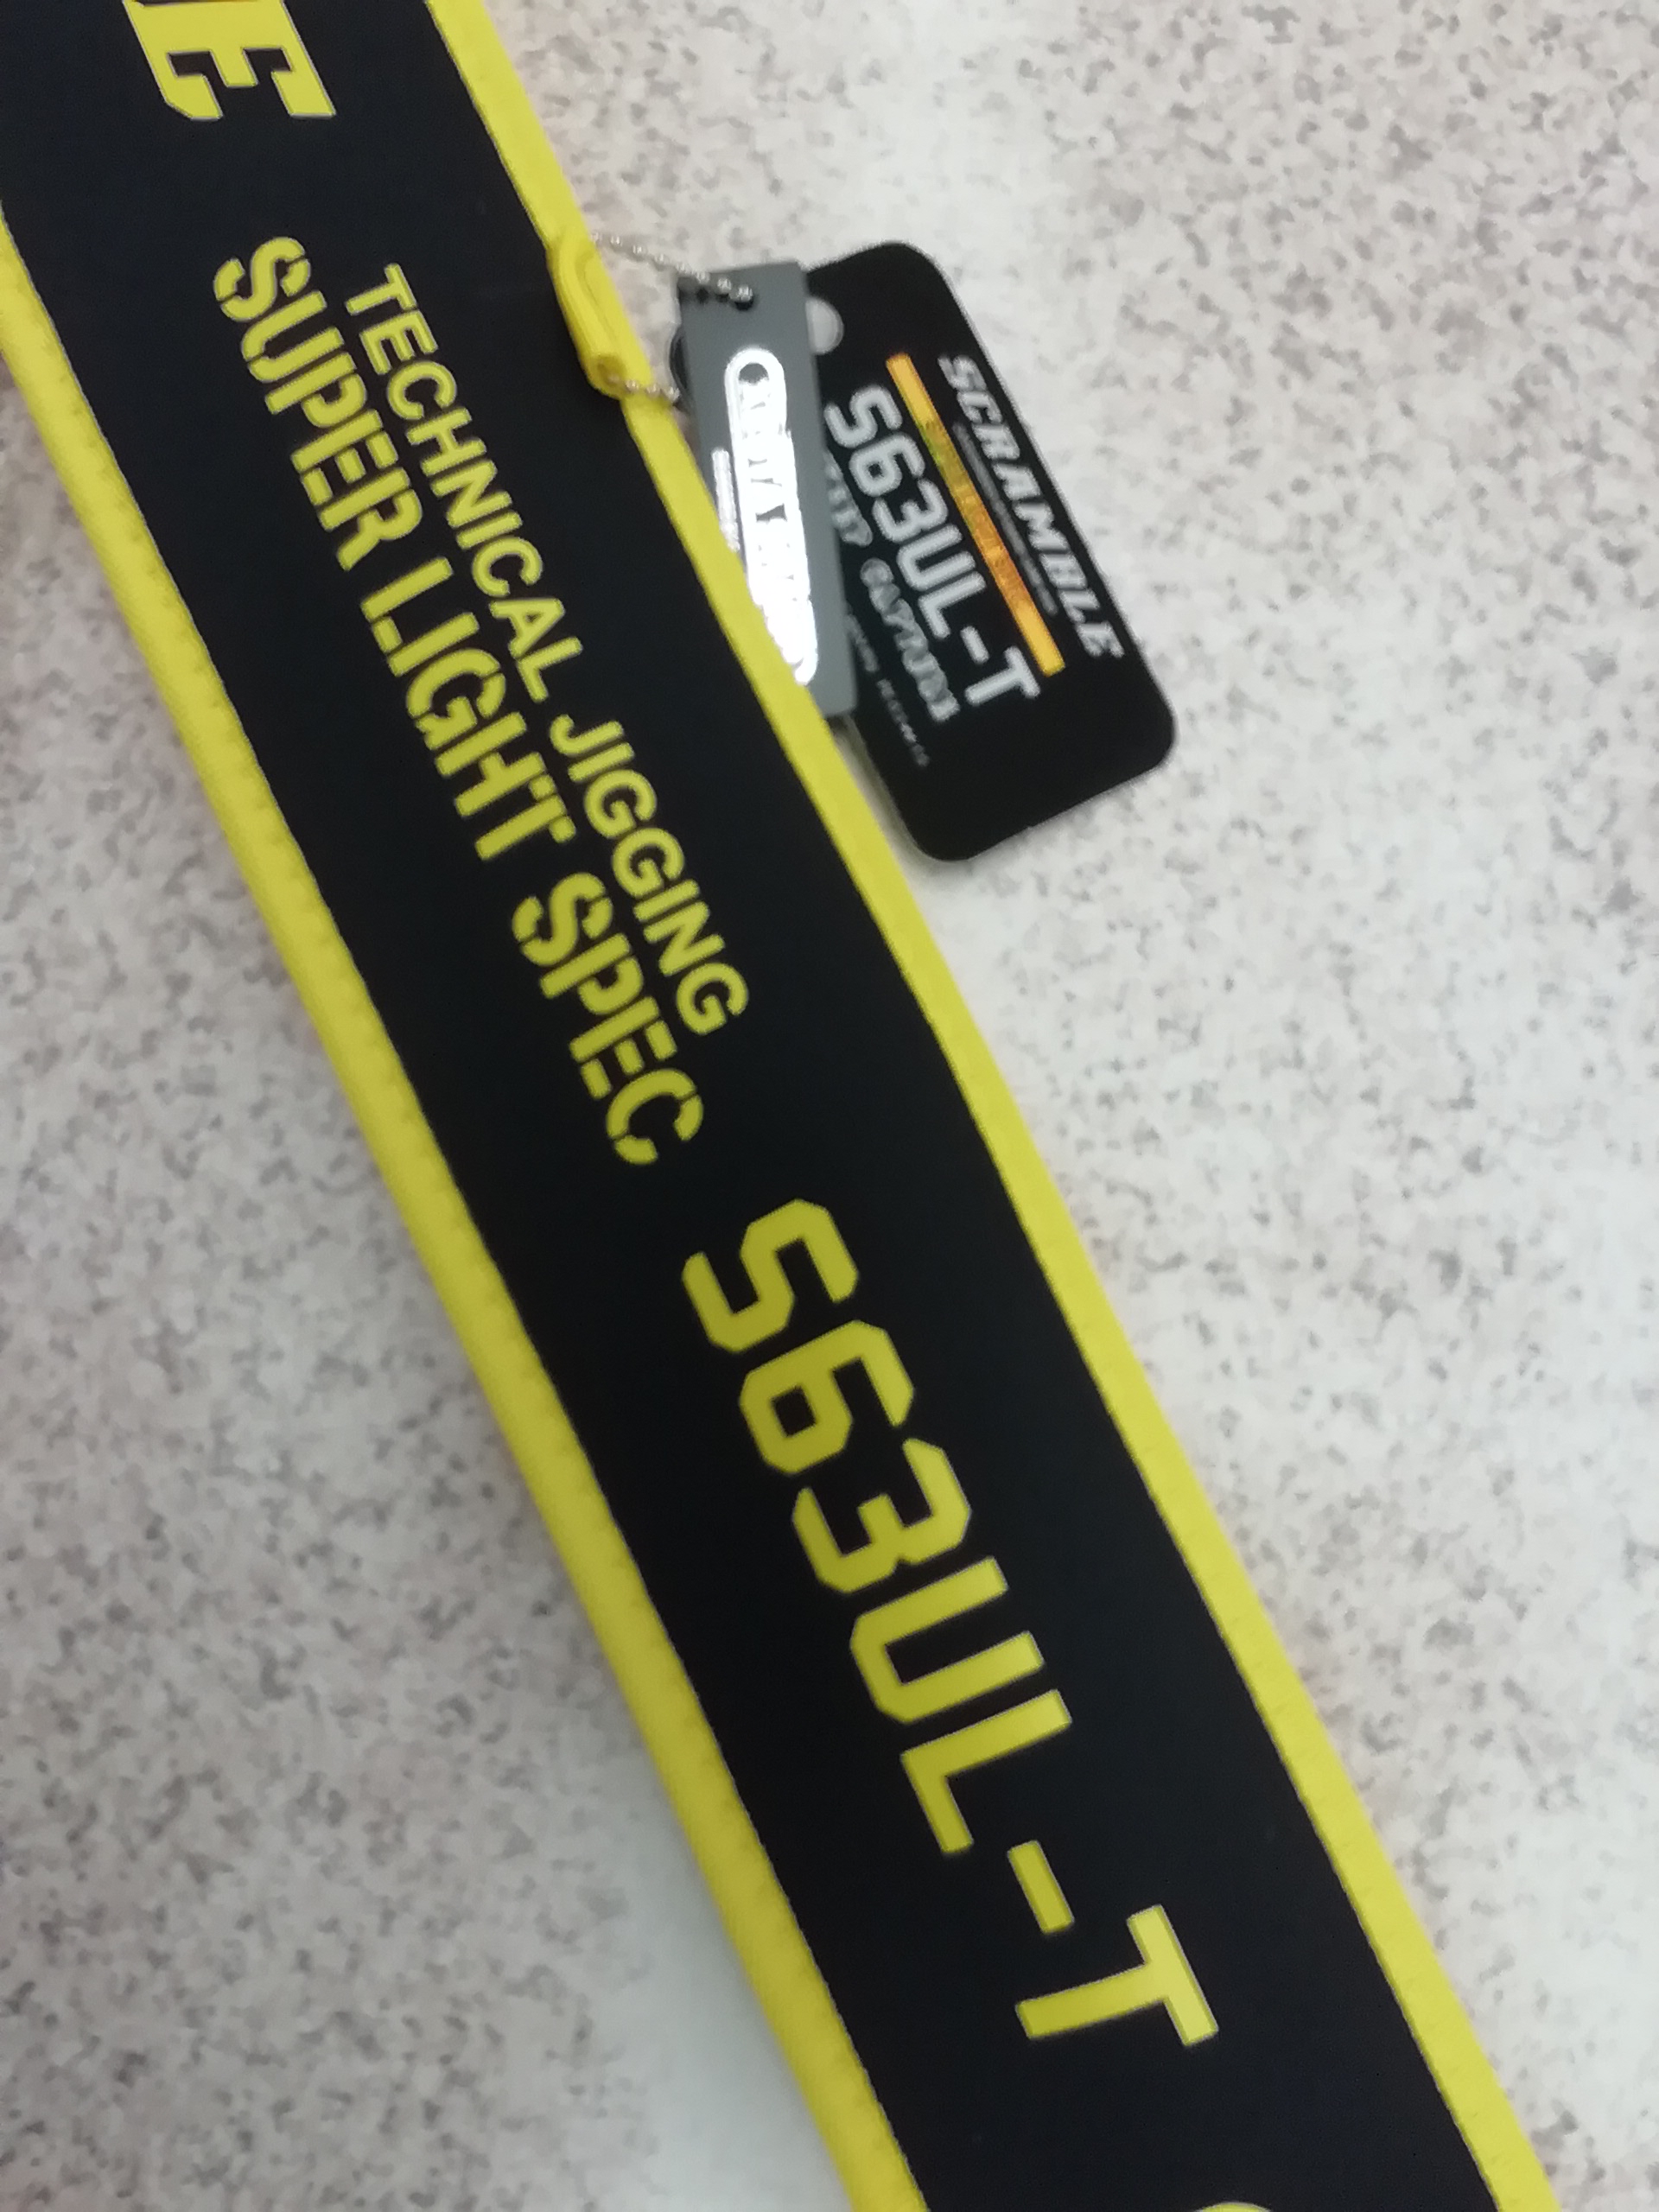 E
TECHNICAL JIGGING
SUPER LIGHT SPEC
S63UL-T
SCRAMBLE
S63UL-T